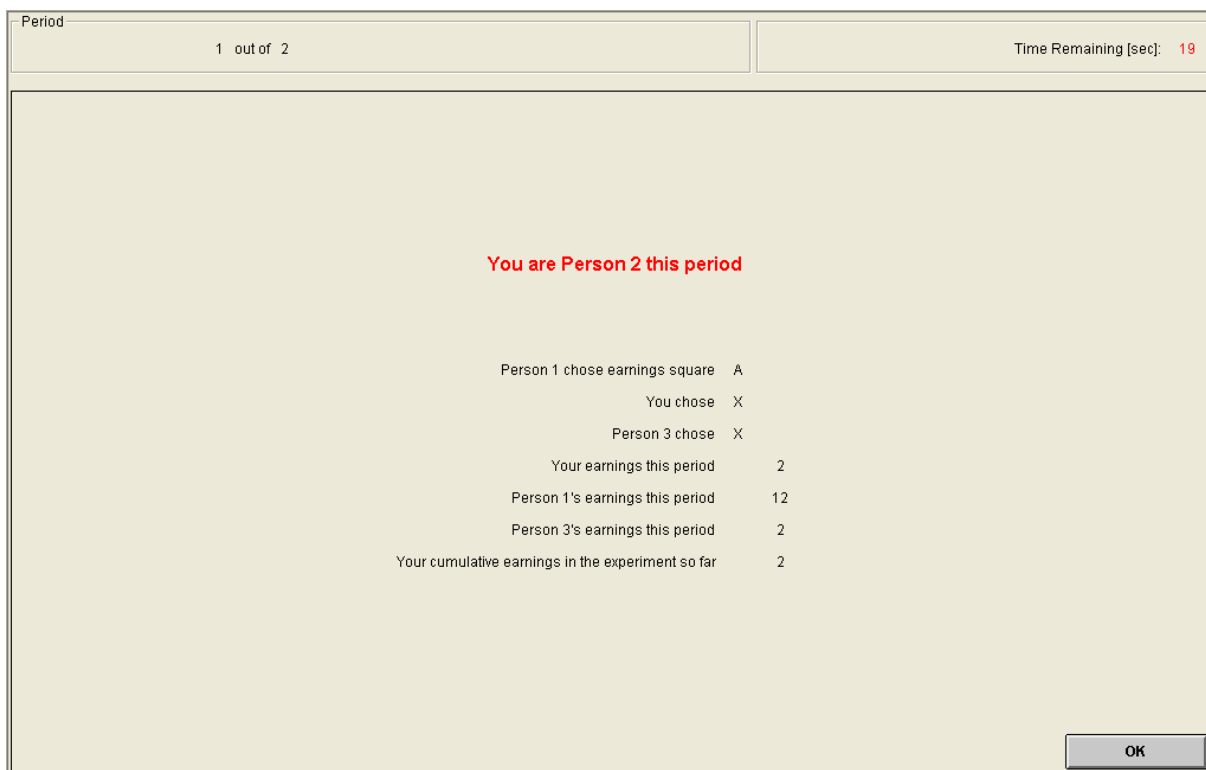 Period
1 out of 2
Time Remaining [sec]: 19
You are Person 2 this period
Person 1 chose earnings square A
You chose X
Person 3 chose X
Your earnings this period 2
Person 1's earnings this period 12
Person 3's earnings this period 2
Your cumulative earnings in the experiment so far 2
OK